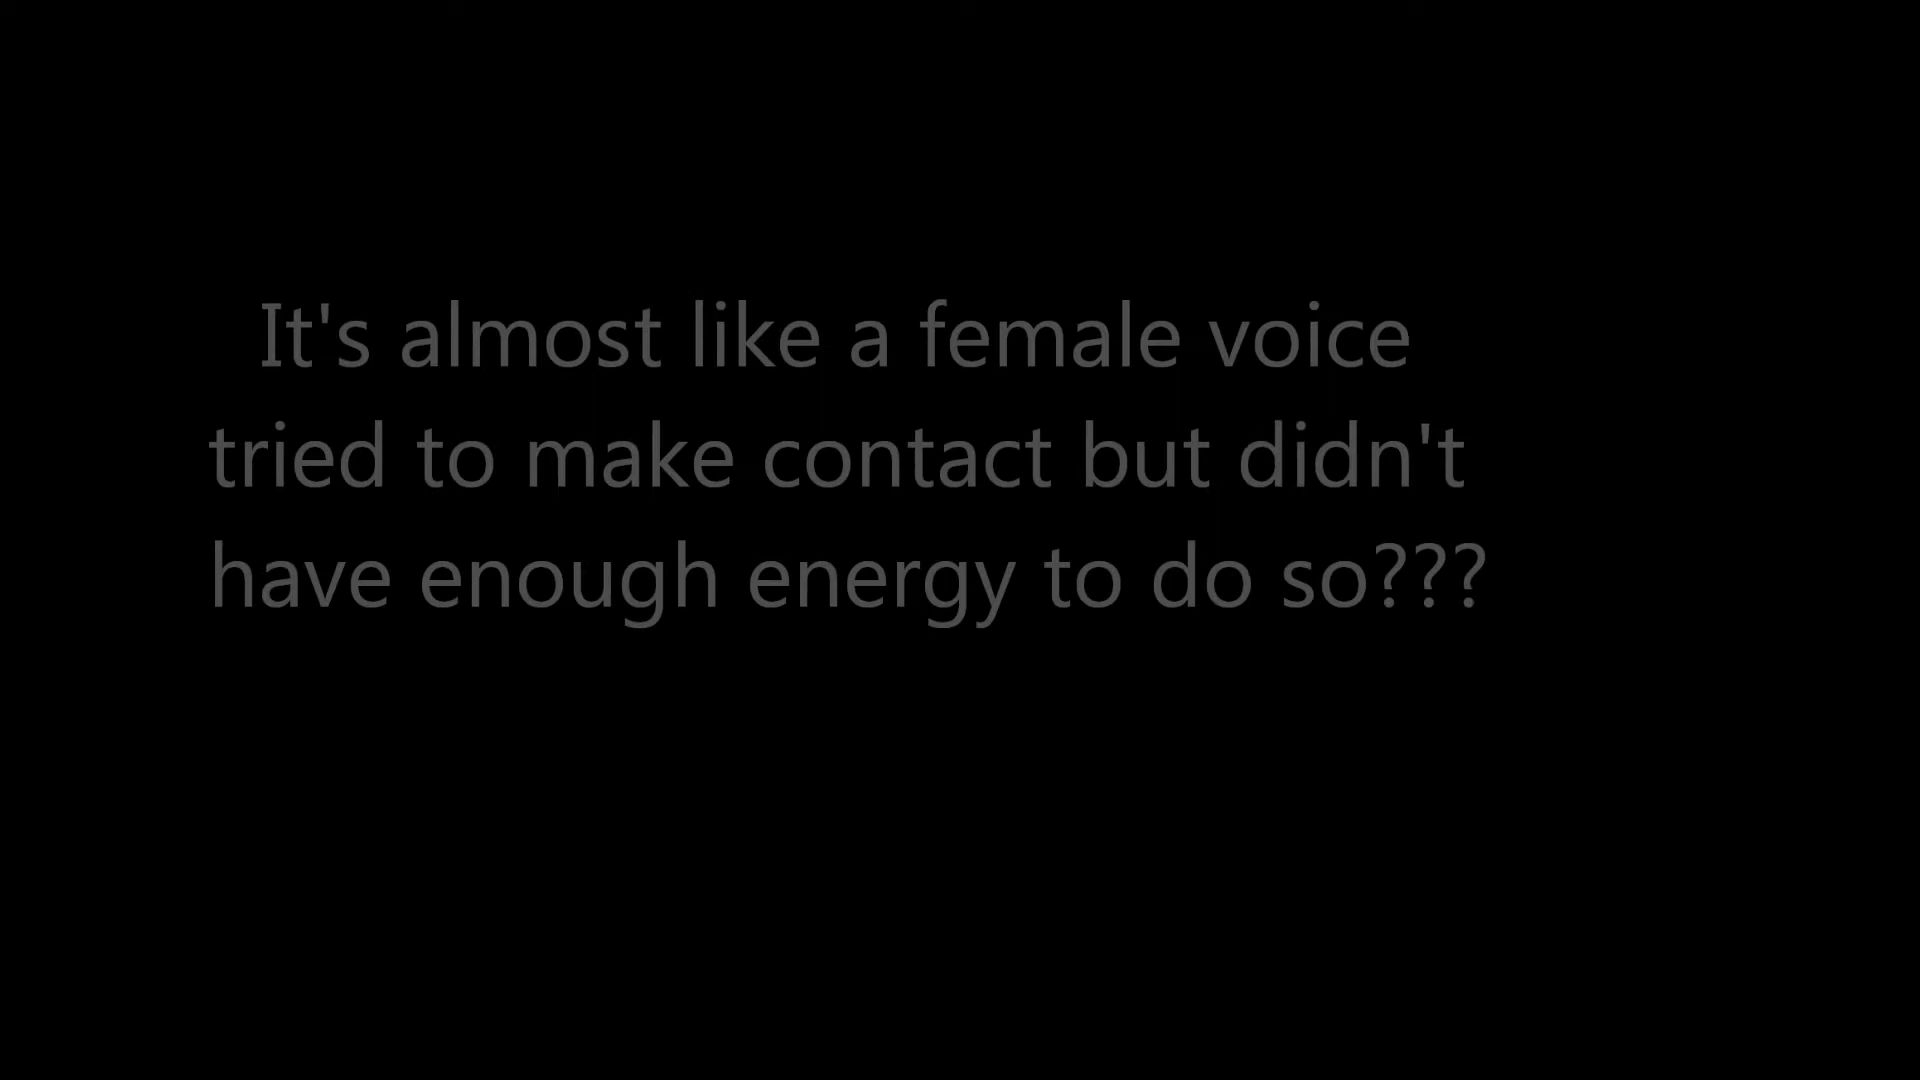 It's almost like a female voice
tried to make contact but didn't
have enough energy to do so???